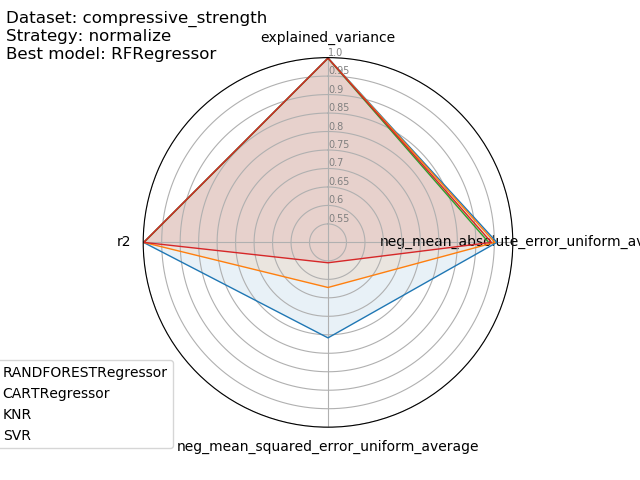 Dataset: compressive_strength
Strategy: normalize
Best model: RFRegressor
explained_variance
1.0
0.95
0.9
0.85
0.8
0.75
0.7
0.65
0.6
0.55
r2
neg_mean_absolute_error_uniform_av
RANDFORESTRegressor
CARTRegressor
KNR
SVR
neg_mean_squared_error_uniform_average